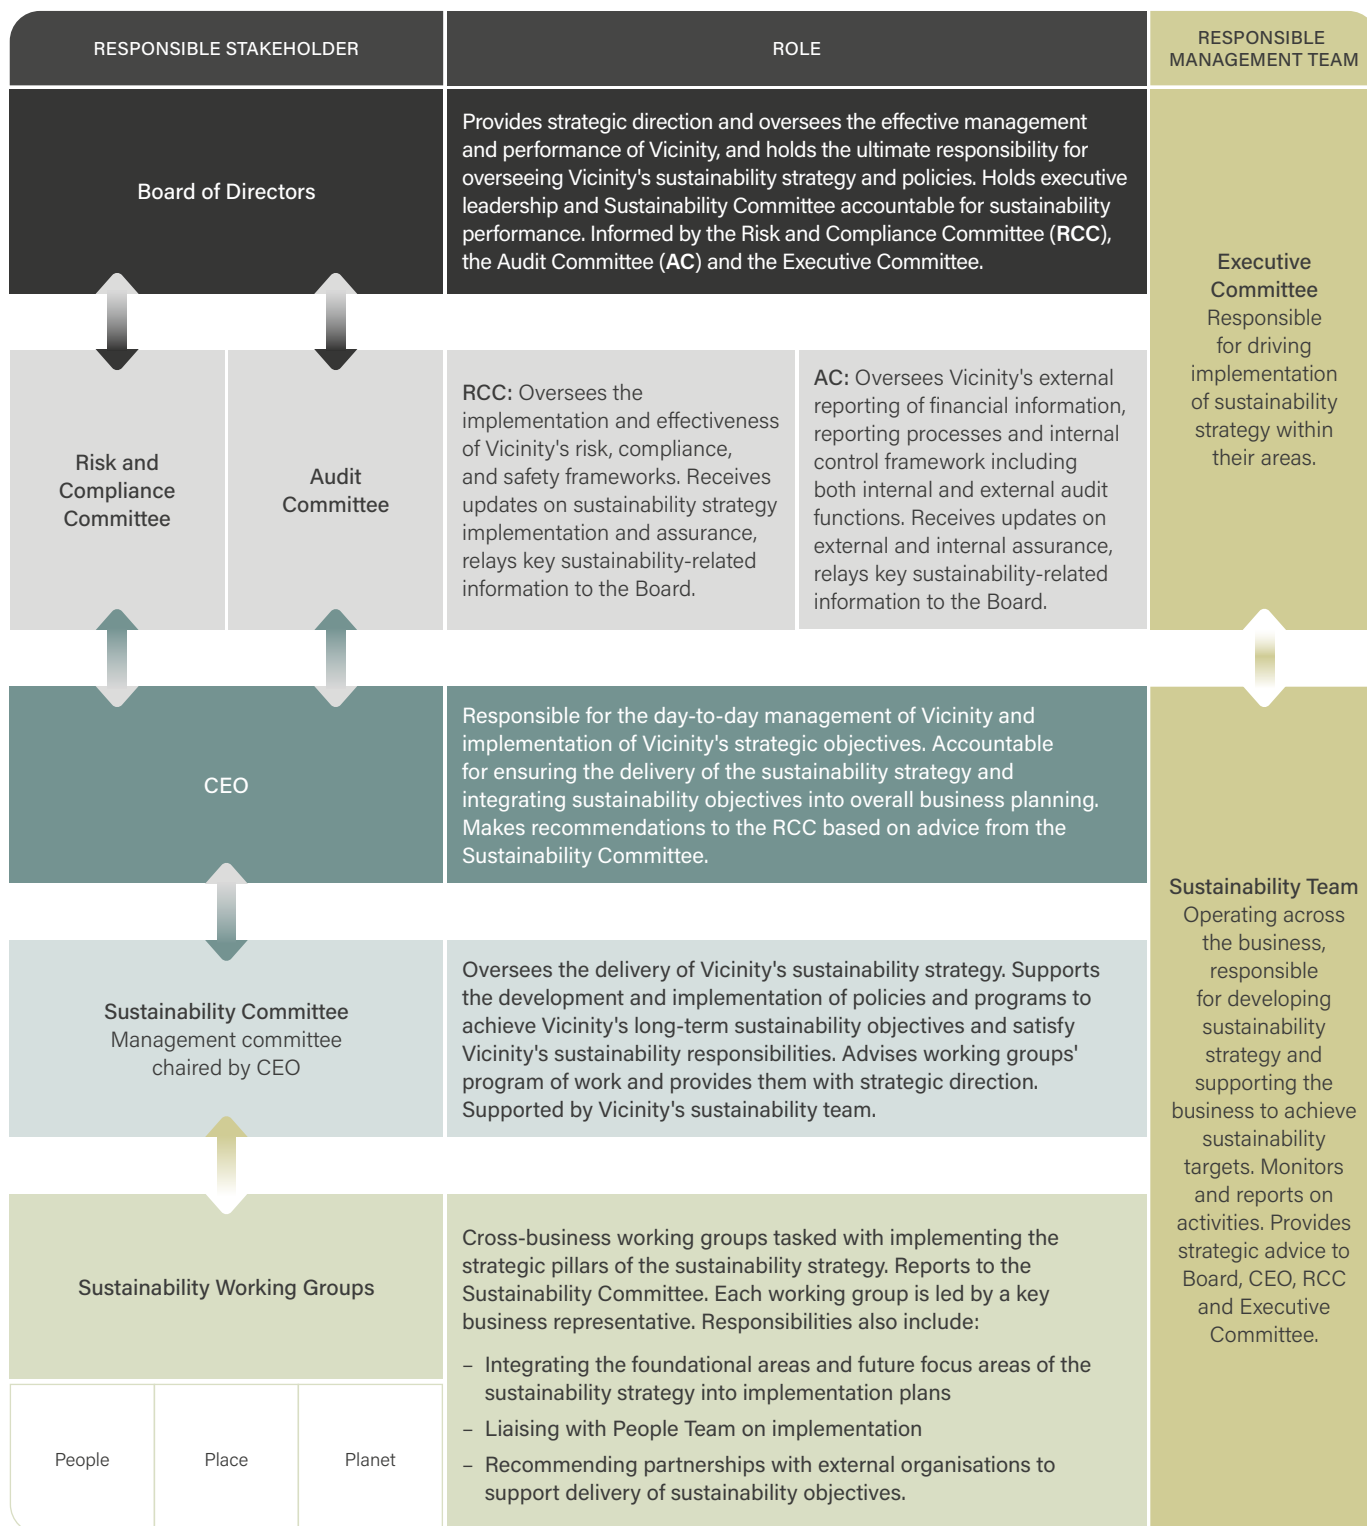 RESPONSIBLE STAKEHOLDER
ROLE
RESPONSIBLE
MANAGEMENT TEAM
Board of Directors
Provides strategic direction and oversees the effective management
and performance of Vicinity, and holds the ultimate responsibility for
overseeing Vicinity's sustainability strategy and policies. Holds executive
leadership and Sustainability Committee accountable for sustainability
performance. Informed by the Risk and Compliance Committee (RCC),
the Audit Committee (AC) and the Executive Committee.
Executive
Committee
Responsible
for driving
implementation
of sustainability
strategy within
their areas.
Risk and
Compliance
Committee
Audit
Committee
RCC: Oversees the
implementation and effectiveness
of Vicinity's risk, compliance,
and safety frameworks. Receives
updates on sustainability strategy
implementation and assurance,
relays key sustainability-related
information to the Board.
AC: Oversees Vicinity's external
reporting of financial information,
reporting processes and internal
control framework including
both internal and external audit
functions. Receives updates on
external and internal assurance,
relays key sustainability-related
information to the Board.
CEO
Responsible for the day-to-day management of Vicinity and
implementation of Vicinity's strategic objectives. Accountable
for ensuring the delivery of the sustainability strategy and
integrating sustainability objectives into overall business planning.
Makes recommendations to the RCC based on advice from the
Sustainability Committee.
Sustainability Team
Operating across
the business,
responsible
for developing
sustainability
strategy and
supporting the
business to achieve
sustainability
targets. Monitors
and reports on
activities. Provides
strategic advice to
Board, CEO, RCC
and Executive
Committee.
Sustainability Committee
Management committee
chaired by CEO
Oversees the delivery of Vicinity's sustainability strategy. Supports
the development and implementation of policies and programs to
achieve Vicinity's long-term sustainability objectives and satisfy
Vicinity's sustainability responsibilities. Advises working groups'
program of work and provides them with strategic direction.
Supported by Vicinity's sustainability team.
Sustainability Working Groups
People
Place
Planet
Cross-business working groups tasked with implementing the
strategic pillars of the sustainability strategy. Reports to the
Sustainability Committee. Each working group is led by a key
business representative. Responsibilities also include:
– Integrating the foundational areas and future focus areas of the
sustainability strategy into implementation plans
– Liaising with People Team on implementation
– Recommending partnerships with external organisations to
support delivery of sustainability objectives.